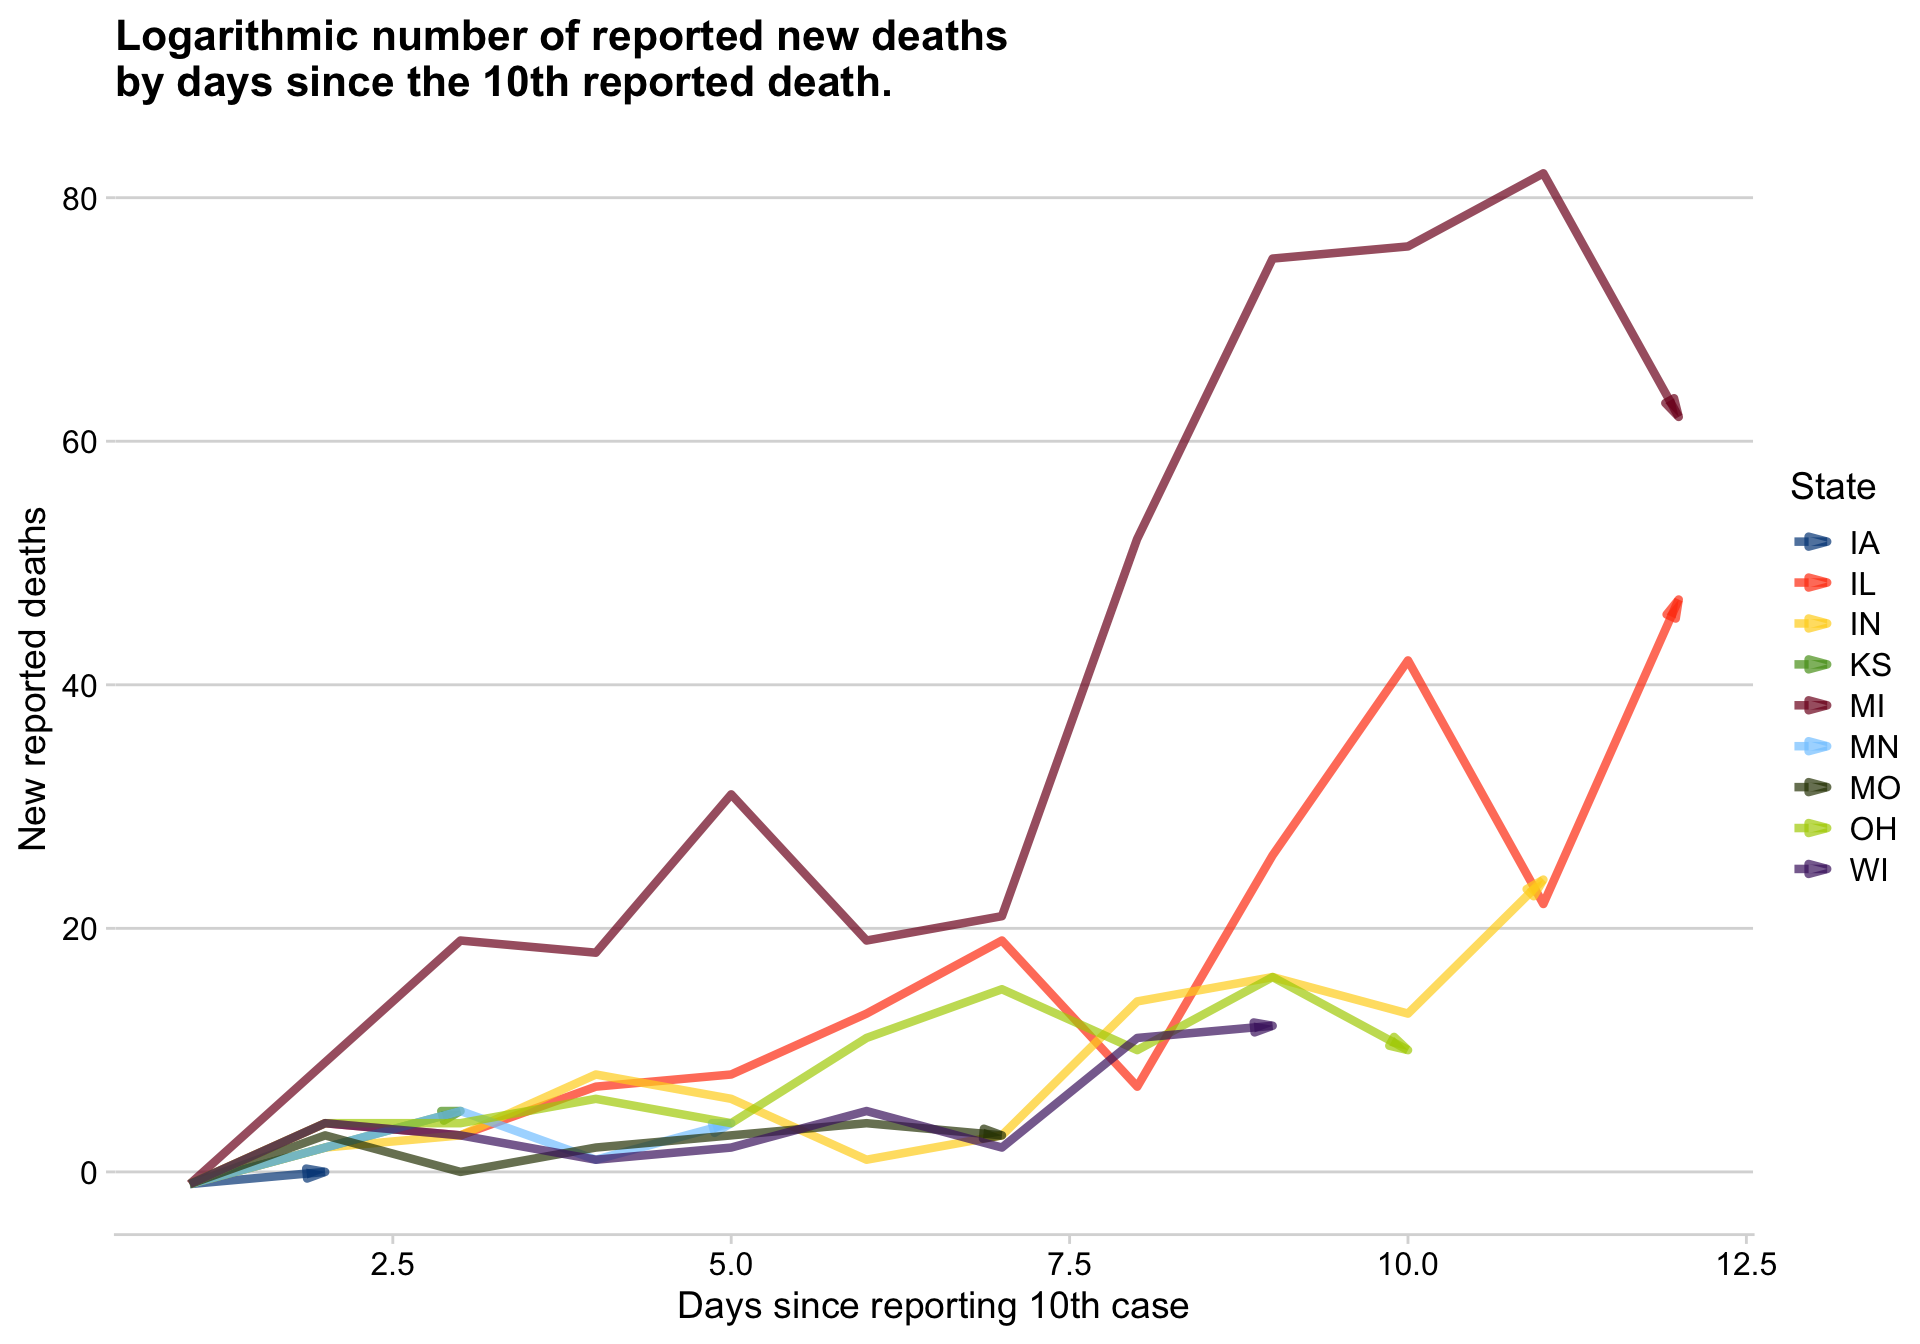 Logarithmic number of reported new deaths
by days since the 10th reported death.
New reported deaths
80
60
40
20
0
2.5
5.0
7.5
10.0
12.5
Days since reporting 10th case
State
IA
IL
IN
KS
MI
MN
MO
OH
WI